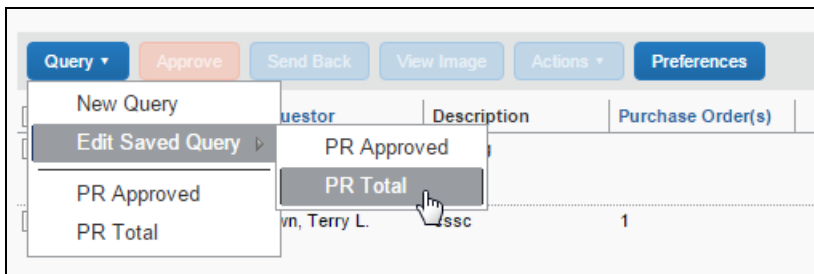 Query ▾ Approve Send Back View Image Actions ▾ Preferences
New Query
uestor Description Purchase Order(s)
Edit Saved Query ▷ PR Approved
PR Total
PR Approved
PR Total
wn, Terry L. 1